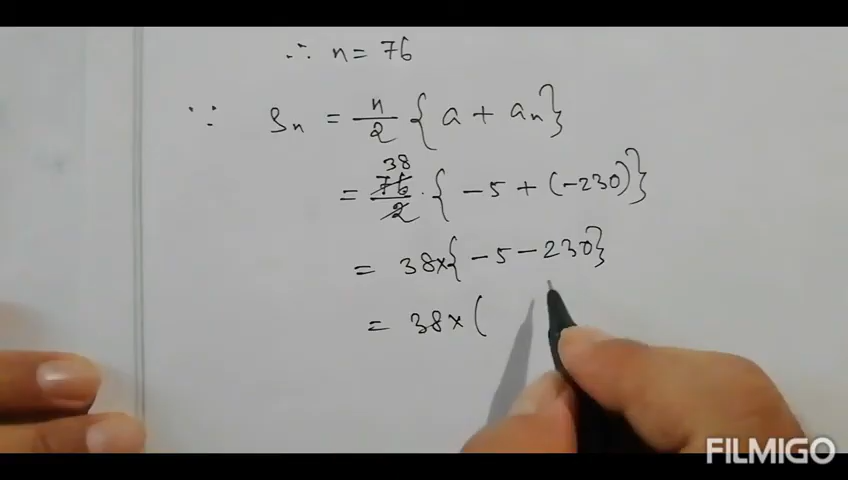 ∴ n = 76
∵ Sn = n/2 { a + an }
= 38 76/2 · { -5 + (-230) }
= 38 × { -5 - 230 }
= 38 × (
FILMIGO